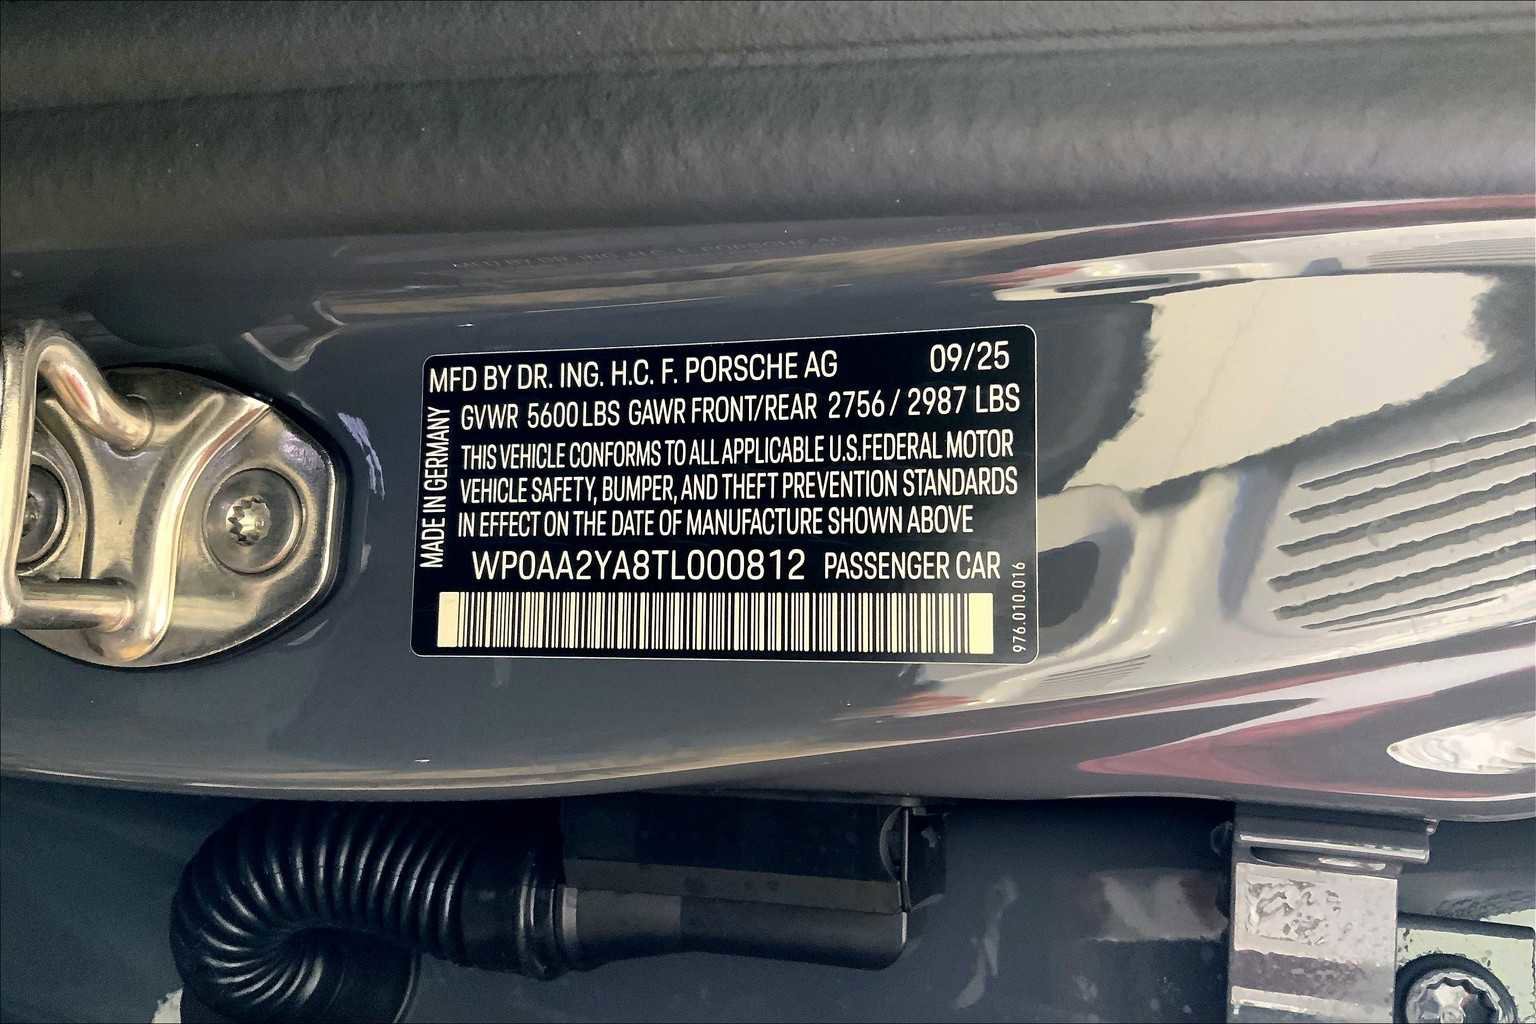 MFD BY DR. ING. H.C. F. PORSCHE AG 09/25
GVWR 5600 LBS GAWR FRONT/REAR 2756 / 2987 LBS
THIS VEHICLE CONFORMS TO ALL APPLICABLE U.S.FEDERAL MOTOR
VEHICLE SAFETY, BUMPER, AND THEFT PREVENTION STANDARDS
IN EFFECT ON THE DATE OF MANUFACTURE SHOWN ABOVE
WP0AA2YA8TL000812 PASSENGER CAR
MADE IN GERMANY
976.010.016